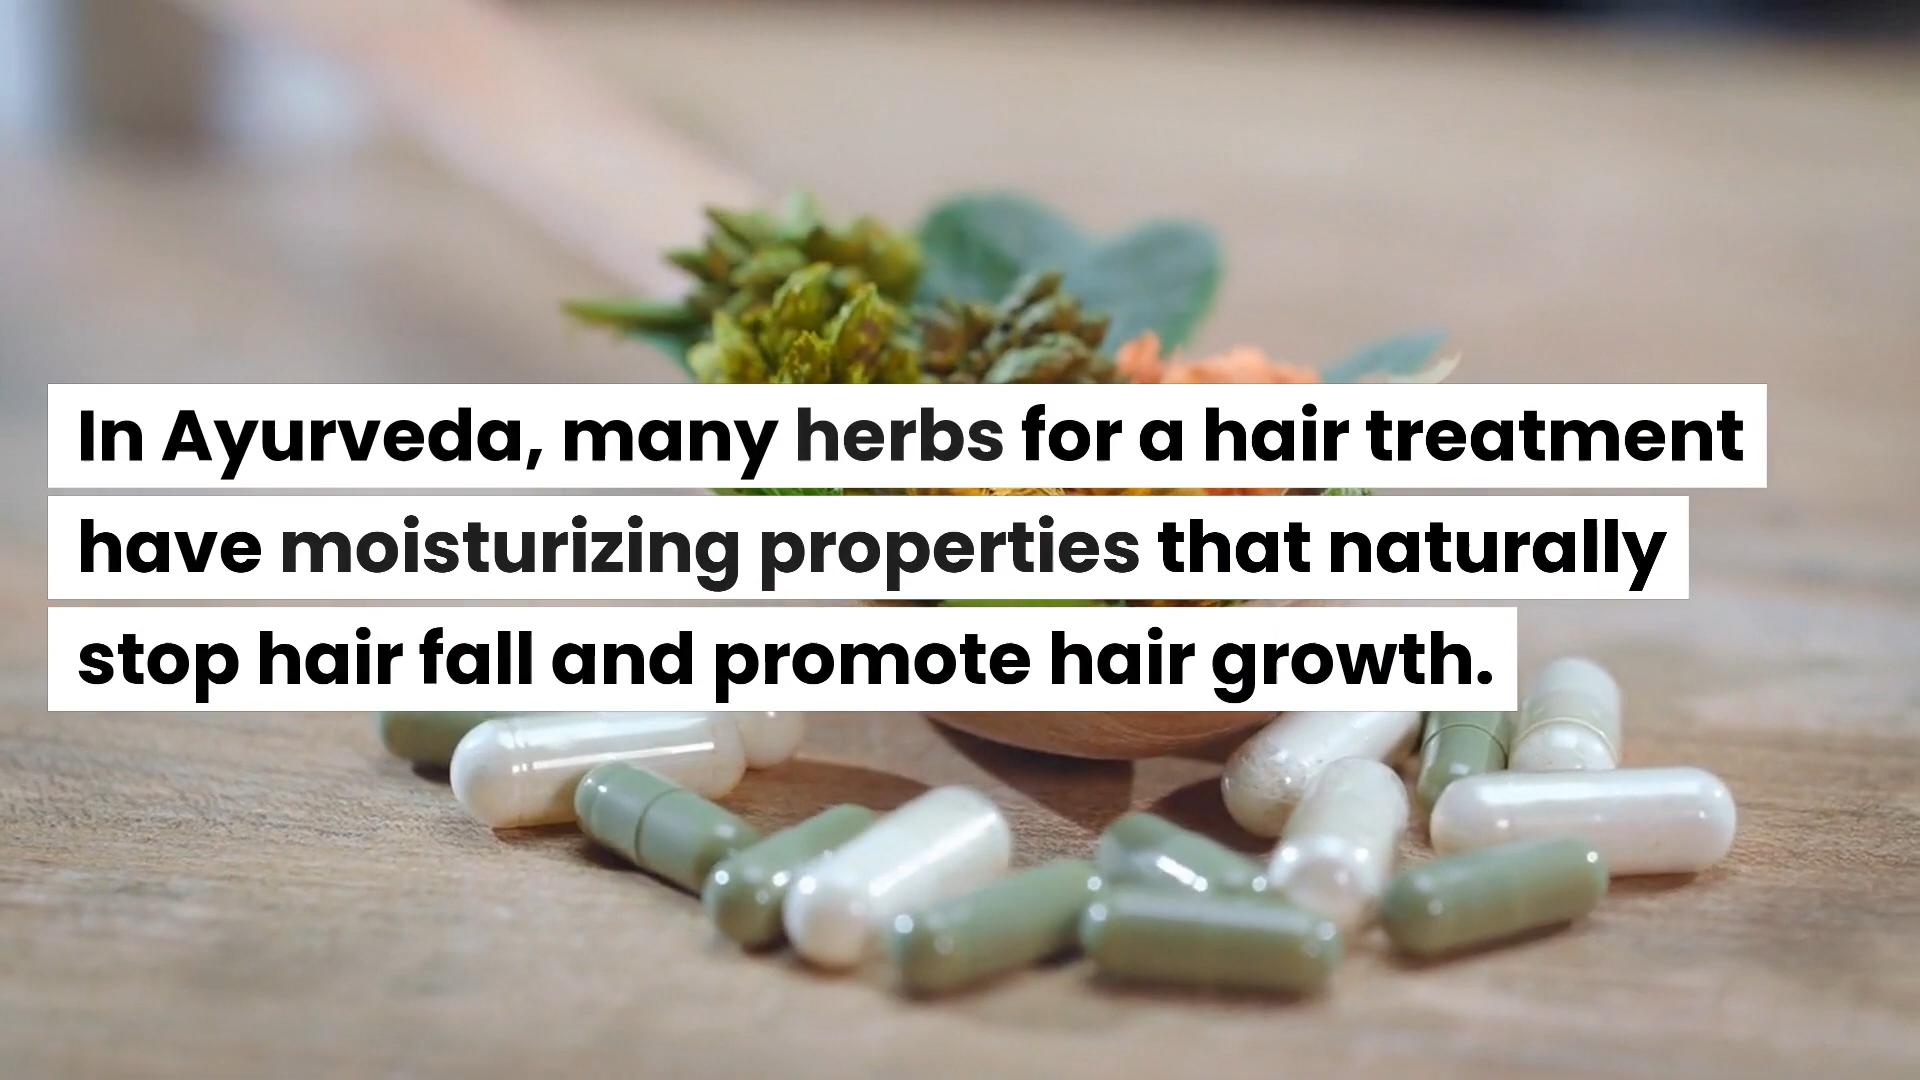 In Ayurveda, many herbs for a hair treatment
have moisturizing properties that naturally
stop hair fall and promote hair growth.